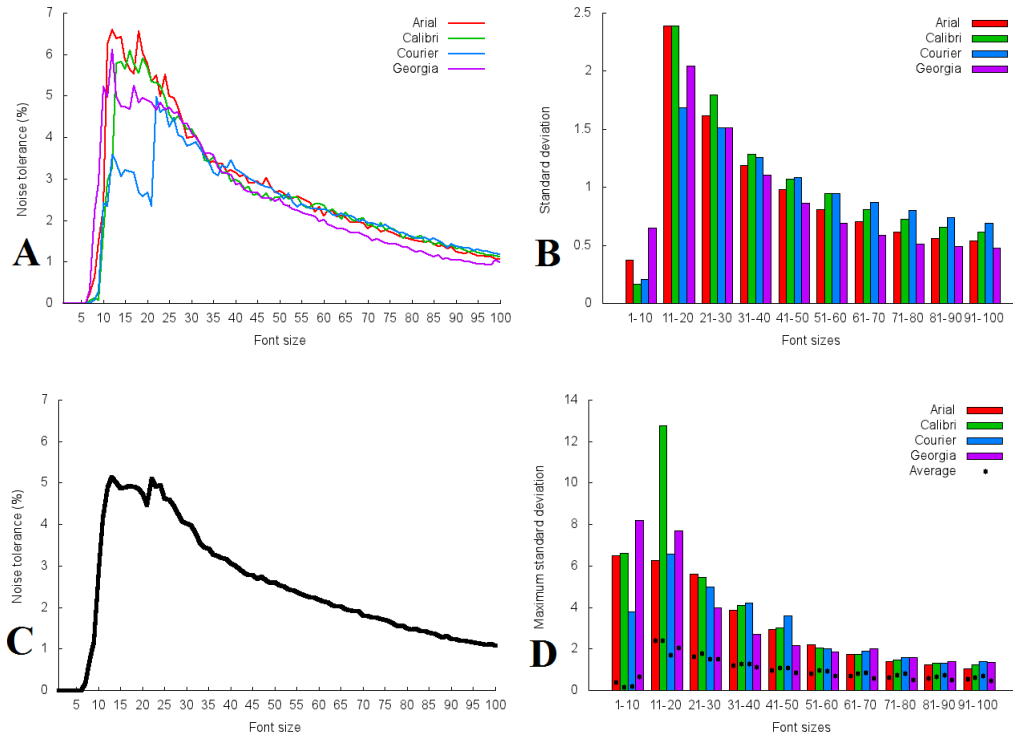 7
6
5
4
3
2
1
0
Noise tolerance (%)
Arial
Calibri
Courier
Georgia
A
5 10 15 20 25 30 35 40 45 50 55 60 65 70 75 80 85 90 95 100
Font size
2.5
2
1.5
1
0.5
0
Standard deviation
Arial
Calibri
Courier
Georgia
B
1-10 11-20 21-30 31-40 41-50 51-60 61-70 71-80 81-90 91-100
Font sizes
7
6
5
4
3
2
1
0
Noise tolerance (%)
C
5 10 15 20 25 30 35 40 45 50 55 60 65 70 75 80 85 90 95 100
Font size
14
12
10
8
6
4
2
0
Maximum standard deviation
Arial
Calibri
Courier
Georgia
Average
D
1-10 11-20 21-30 31-40 41-50 51-60 61-70 71-80 81-90 91-100
Font sizes